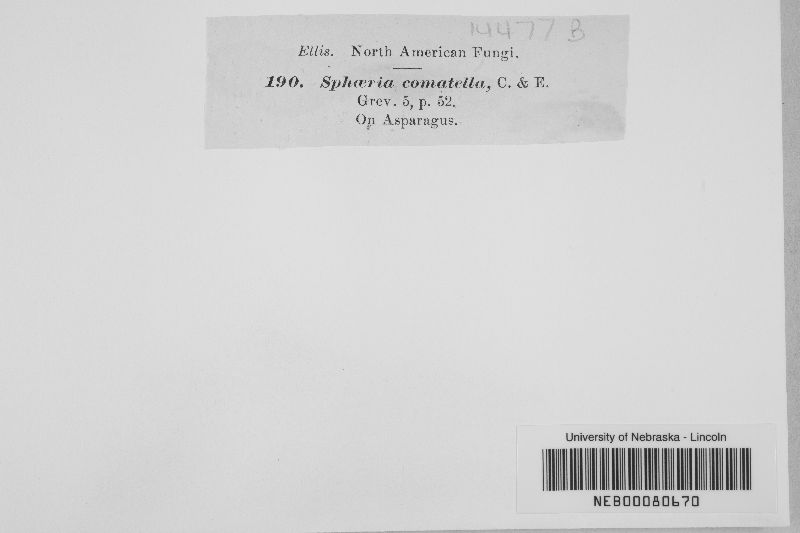 14477 B
Ellis. North American Fungi.
190. Sphæria comatella, C. & E.
Grev. 5, p. 52.
On Asparagus.
University of Nebraska - Lincoln
NEB00080670